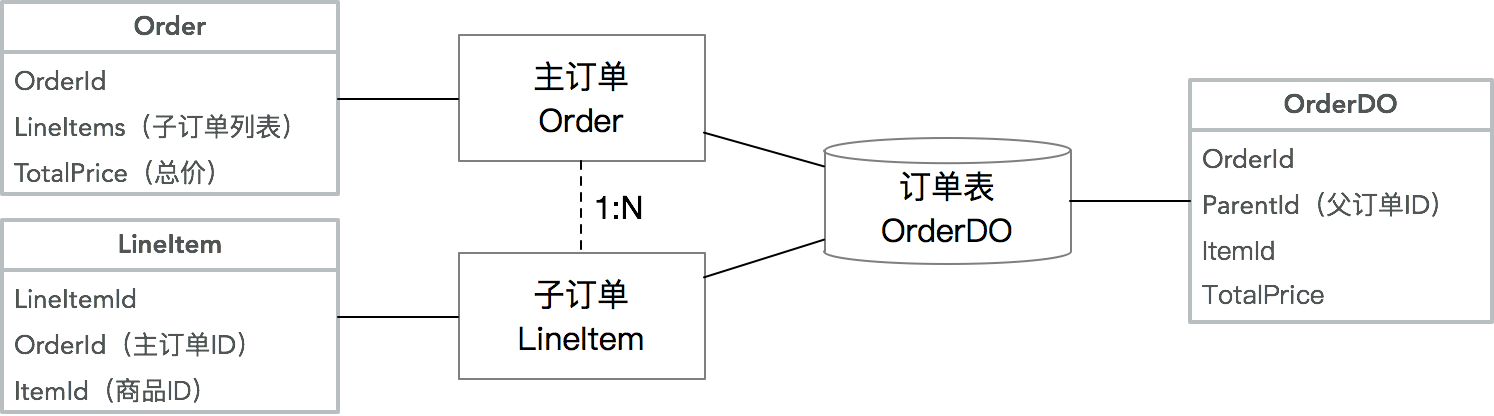 Order
OrderId
LineItems（子订单列表）
TotalPrice（总价）
LineItem
LineItemId
OrderId（主订单ID）
ItemId（商品ID）
主订单
Order
1:N
子订单
LineItem
订单表
OrderDO
OrderDO
OrderId
ParentId（父订单ID）
ItemId
TotalPrice